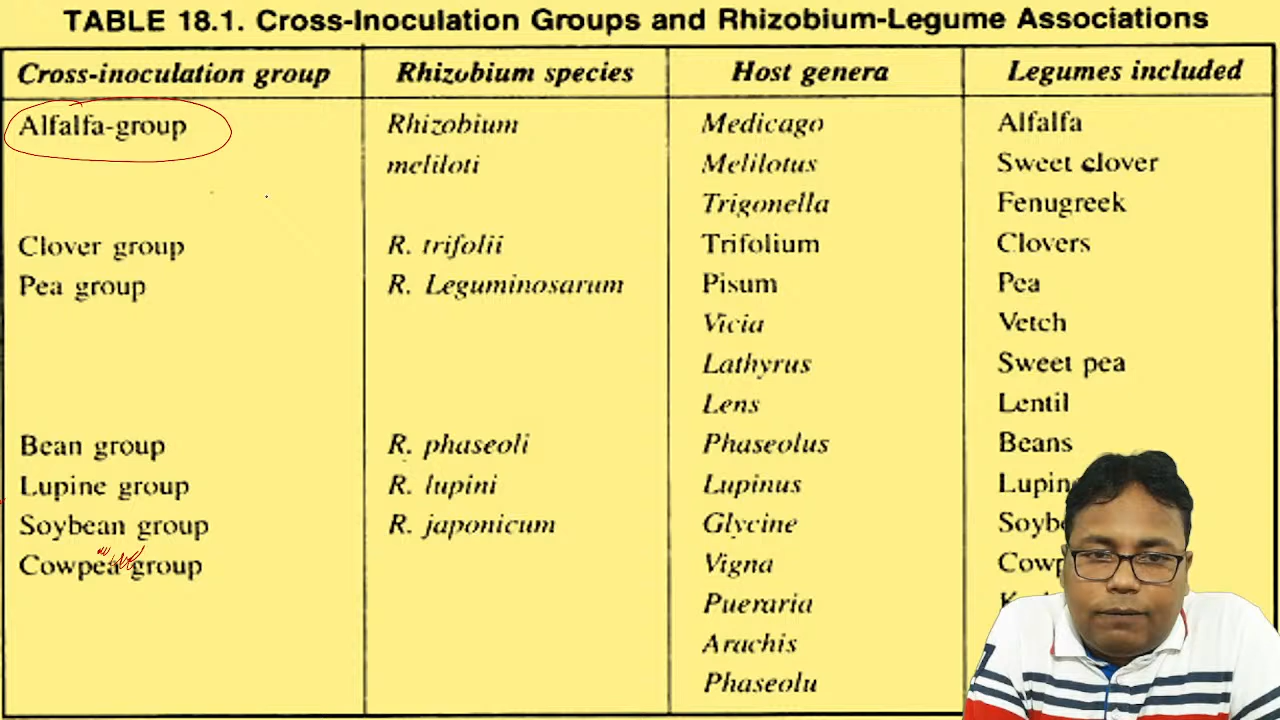 TABLE 18.1. Cross-Inoculation Groups and Rhizobium-Legume Associations
Cross-inoculation group Rhizobium species Host genera Legumes included
Alfalfa-group Rhizobium Medicago Alfalfa
meliloti Melilotus Sweet clover
Trigonella Fenugreek
Clover group R. trifolii Trifolium Clovers
Pea group R. Leguminosarum Pisum Pea
Vicia Vetch
Lathyrus Sweet pea
Lens Lentil
Bean group R. phaseoli Phaseolus Beans
Lupine group R. lupini Lupinus
Soybean group R. japonicum Glycine
Cowpea group Vigna
Pueraria
Arachis
Phaseolu